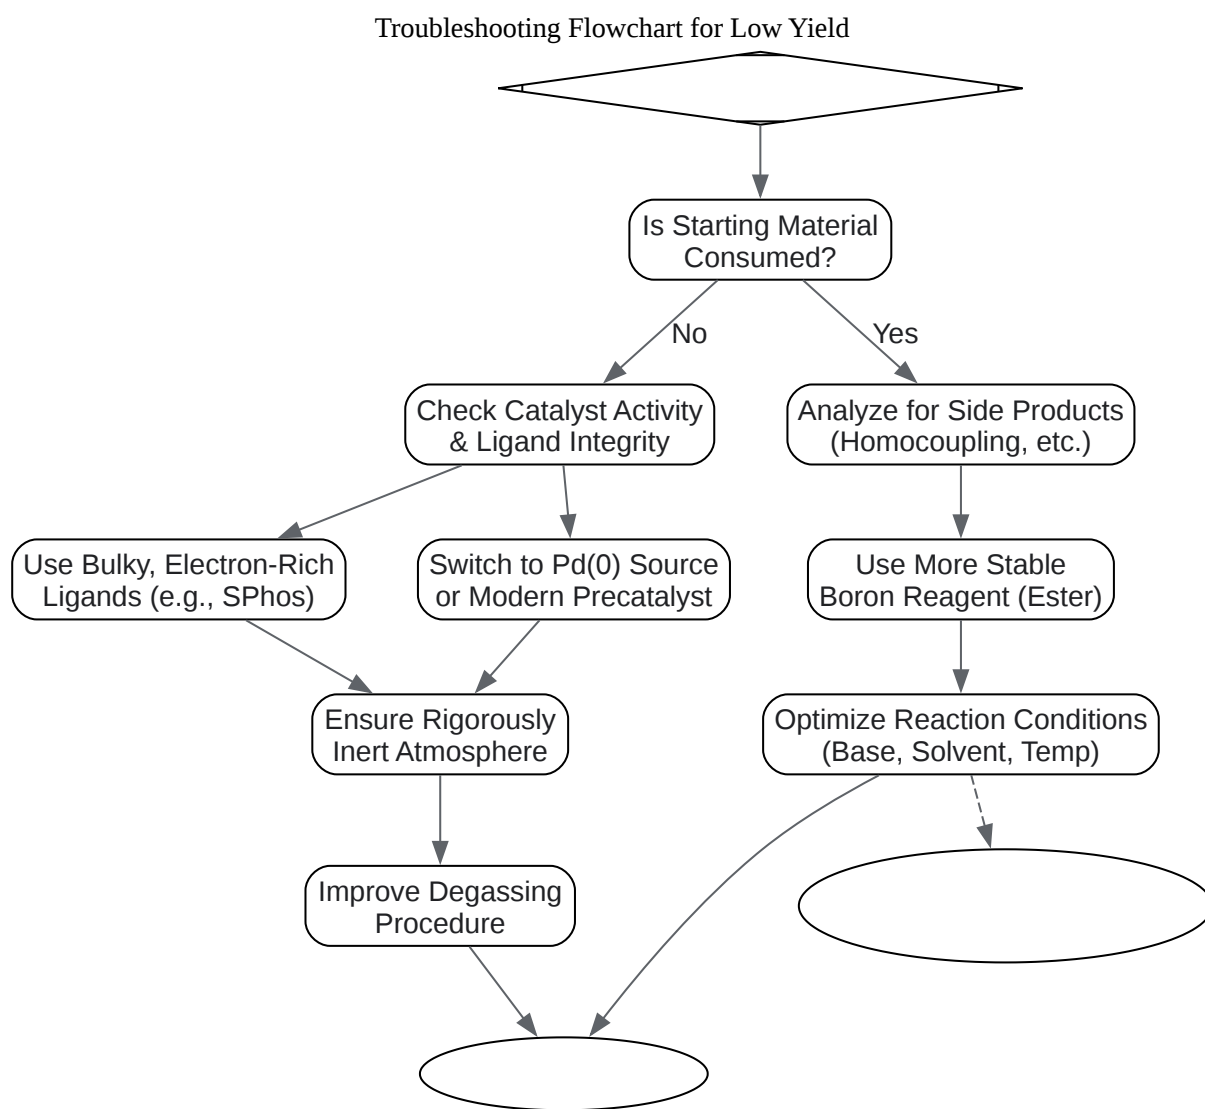 Troubleshooting Flowchart for Low Yield
Is Starting Material
Consumed?
No
Yes
Check Catalyst Activity
& Ligand Integrity
Analyze for Side Products
(Homocoupling, etc.)
Use Bulky, Electron-Rich
Ligands (e.g., SPhos)
Switch to Pd(0) Source
or Modern Precatalyst
Use More Stable
Boron Reagent (Ester)
Ensure Rigorously
Inert Atmosphere
Optimize Reaction Conditions
(Base, Solvent, Temp)
Improve Degassing
Procedure